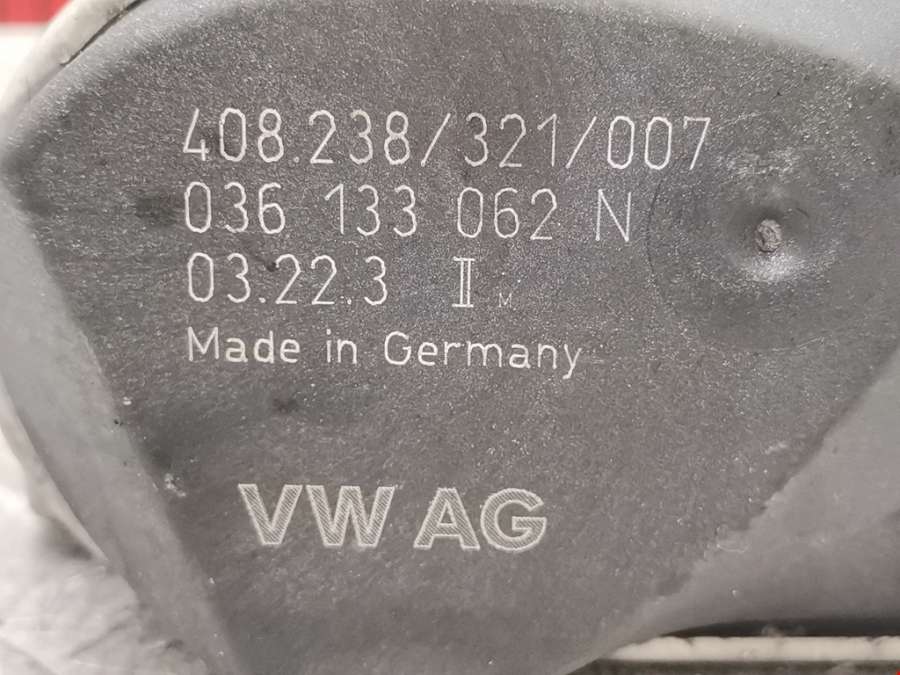 408.238/321/007
036 133 062 N
03.22.3 II M
Made in Germany
VW AG